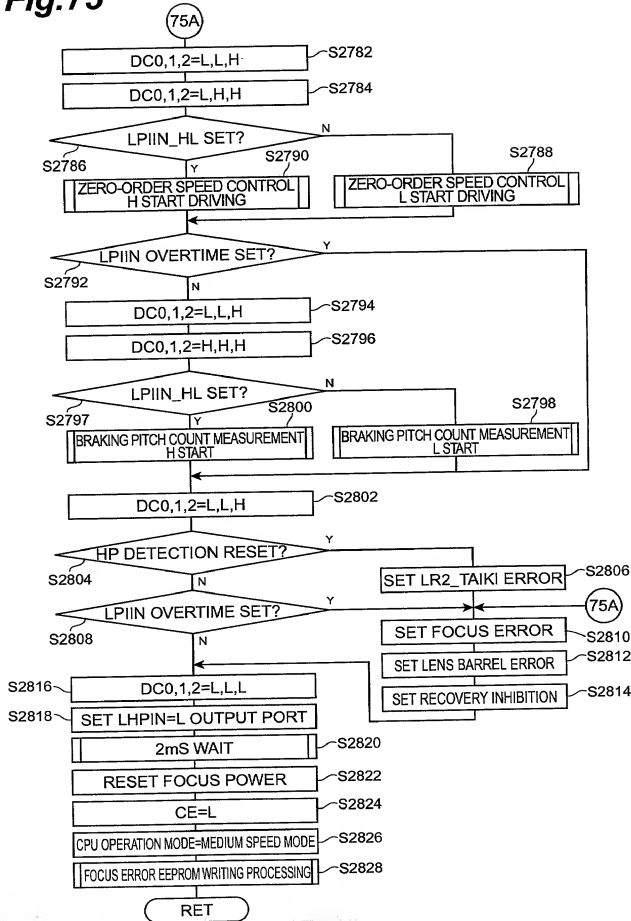 Fig.75
75A
DC0,1,2=L,L,H
S2782
DC0,1,2=L,H,H
S2784
LPIIN_HL SET?
N
S2786
Y
S2790
S2788
ZERO-ORDER SPEED CONTROL
H START DRIVING
ZERO-ORDER SPEED CONTROL
L START DRIVING
LPIIN OVERTIME SET?
Y
S2792
N
DC0,1,2=L,L,H
S2794
DC0,1,2=H,H,H
S2796
LPIIN_HL SET?
N
S2797
Y
S2800
S2798
BRAKING PITCH COUNT MEASUREMENT
H START
BRAKING PITCH COUNT MEASUREMENT
L START
DC0,1,2=L,L,H
S2802
HP DETECTION RESET?
Y
S2804
N
SET LR2_TAIKI ERROR
S2806
LPIIN OVERTIME SET?
Y
75A
S2808
N
SET FOCUS ERROR
S2810
SET LENS BARREL ERROR
S2812
SET RECOVERY INHIBITION
S2814
S2816
DC0,1,2=L,L,L
S2818
SET LHPIN=L OUTPUT PORT
2mS WAIT
S2820
RESET FOCUS POWER
S2822
CE=L
S2824
CPU OPERATION MODE=MEDIUM SPEED MODE
S2826
FOCUS ERROR EEPROM WRITING PROCESSING
S2828
RET